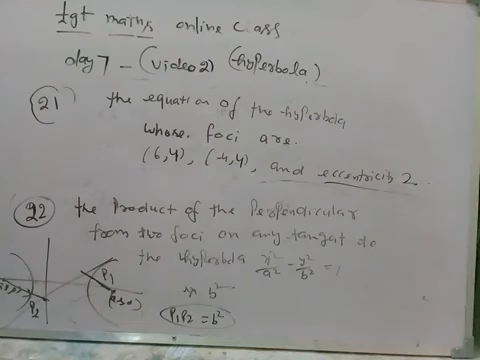 tgt maths online class
day 7 - (video 2) (hyperbola)
21) the equation of the hyperbola
whose foci are
(6,4), (-4,4), and eccentricity 2.
22 the product of the perpendicular
from two foci on any tangent to
the hyperbola x²/a² - y²/b² = 1
b²
P₁P₂ = b²
P₁
P₂